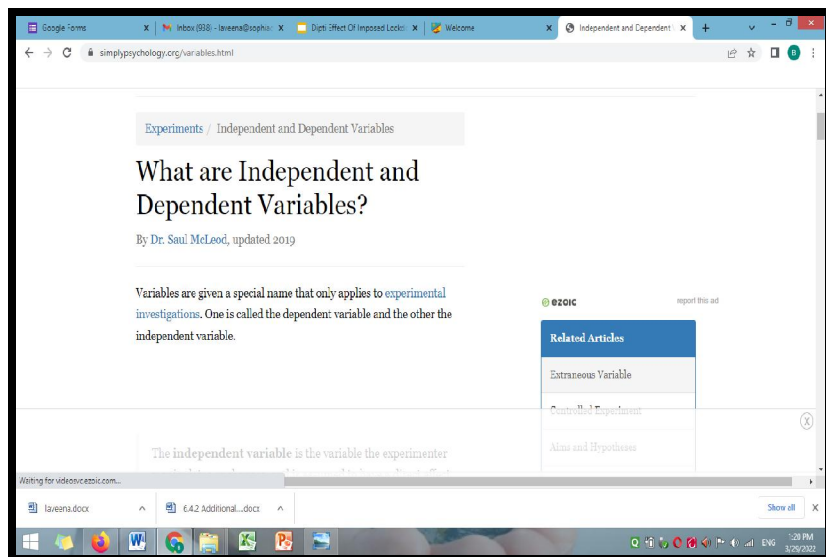 Google Forms
Inbox (938) - laveena@sophia
Dipti Effect Of Imposed Lockd
Welcome
Independent and Dependent V
simplypsychology.org/variables.html
Experiments / Independent and Dependent Variables
What are Independent and
Dependent Variables?
By Dr. Saul McLeod, updated 2019
Variables are given a special name that only applies to experimental
investigations. One is called the dependent variable and the other the
independent variable.
ezoic
report this ad
Related Articles
Extraneous Variable
Controlled Experiment
Aims and Hypotheses
The independent variable is the variable the experimenter
Waiting for videosvc.ezoic.com...
laveena.docx
6.4.2 Additional....docx
Show all
ENG
1:20 PM
3/29/2022